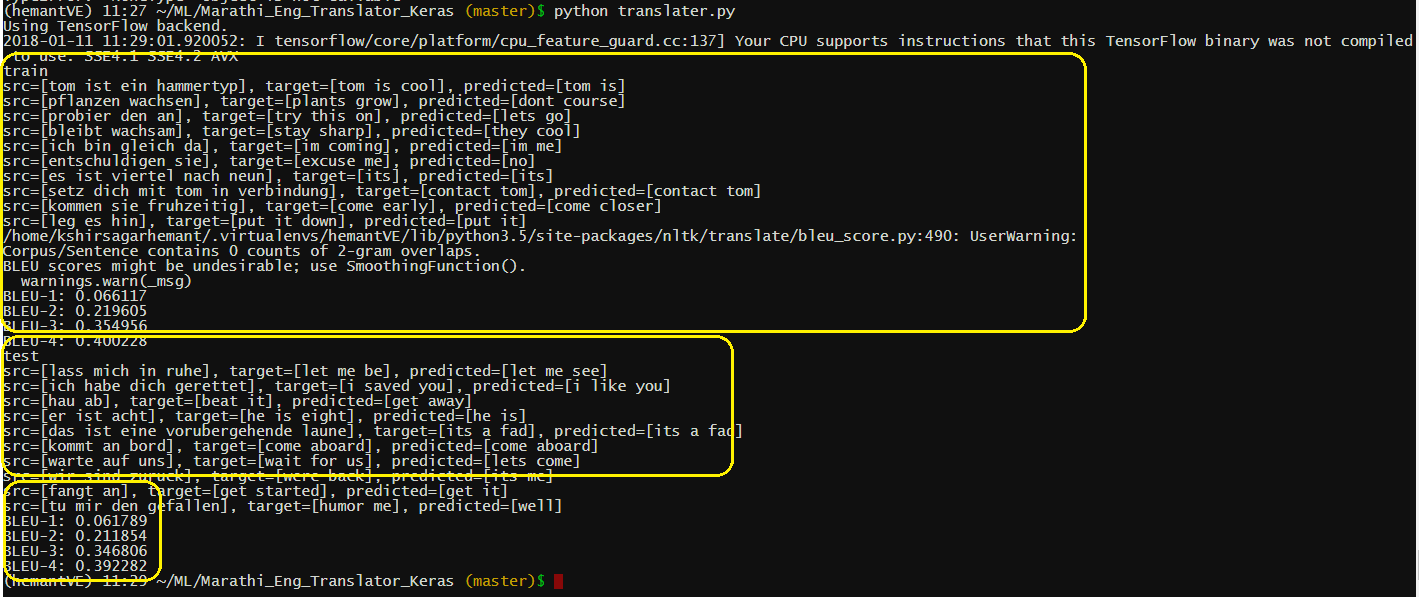 (hemantVE) 11:27 ~/ML/Marathi_Eng_Translator_Keras (master)$ python translater.py
Using TensorFlow backend.
2018-01-11 11:29:01.920052: I tensorflow/core/platform/cpu_feature_guard.cc:137] Your CPU supports instructions that this TensorFlow binary was not compiled
to use: SSE4.1 SSE4.2 AVX
train
src=[tom ist ein hammertyp], target=[tom is cool], predicted=[tom is]
src=[pflanzen wachsen], target=[plants grow], predicted=[dont course]
src=[probier den an], target=[try this on], predicted=[lets go]
src=[bleibt wachsam], target=[stay sharp], predicted=[they cool]
src=[ich bin gleich da], target=[im coming], predicted=[im me]
src=[entschuldigen sie], target=[excuse me], predicted=[no]
src=[es ist viertel nach neun], target=[its], predicted=[its]
src=[setz dich mit tom in verbindung], target=[contact tom], predicted=[contact tom]
src=[kommen sie fruhzeitig], target=[come early], predicted=[come closer]
src=[leg es hin], target=[put it down], predicted=[put it]
/home/kshirsagarhemant/.virtualenvs/hemantVE/lib/python3.5/site-packages/nltk/translate/bleu_score.py:490: UserWarning:
Corpus/Sentence contains 0 counts of 2-gram overlaps.
BLEU scores might be undesirable; use SmoothingFunction().
warnings.warn(_msg)
BLEU-1: 0.066117
BLEU-2: 0.219605
BLEU-3: 0.354956
BLEU-4: 0.400228
test
src=[lass mich in ruhe], target=[let me be], predicted=[let me see]
src=[ich habe dich gerettet], target=[i saved you], predicted=[i like you]
src=[hau ab], target=[beat it], predicted=[get away]
src=[er ist acht], target=[he is eight], predicted=[he is]
src=[das ist eine vorubergehende laune], target=[its a fad], predicted=[its a fad]
src=[kommt an bord], target=[come aboard], predicted=[come aboard]
src=[warte auf uns], target=[wait for us], predicted=[lets come]
src=[wir sind zuruck], target=[were back], predicted=[its me]
src=[fangt an], target=[get started], predicted=[get it]
src=[tu mir den gefallen], target=[humor me], predicted=[well]
BLEU-1: 0.061789
BLEU-2: 0.211854
BLEU-3: 0.346806
BLEU-4: 0.392282
(hemantVE) 11:29 ~/ML/Marathi_Eng_Translator_Keras (master)$